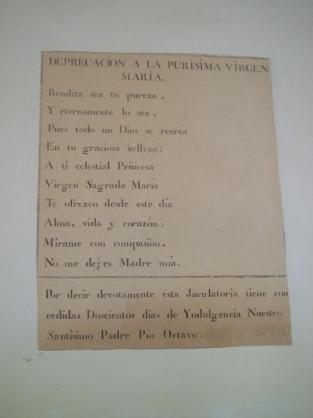 DEPRECACION A LA PURISIMA VIRGEN
MARIA.
Bendita sea tu pureza,
Y eternamente lo sea,
Pues todo un Dios se recrea
En tu graciosa belleza:
A ti celestial Princesa
Virgen Sagrada Maria
Te ofrezco desde este dia
Alma, vida y corazon:
Mirame con compasion,
No me dejes Madre mia.
Por decir devotamente esta Jaculatoria tiene con
cedidas Doscientos dias de Yndulgencia Nuestro
Santisimo Padre Pio Octavo.